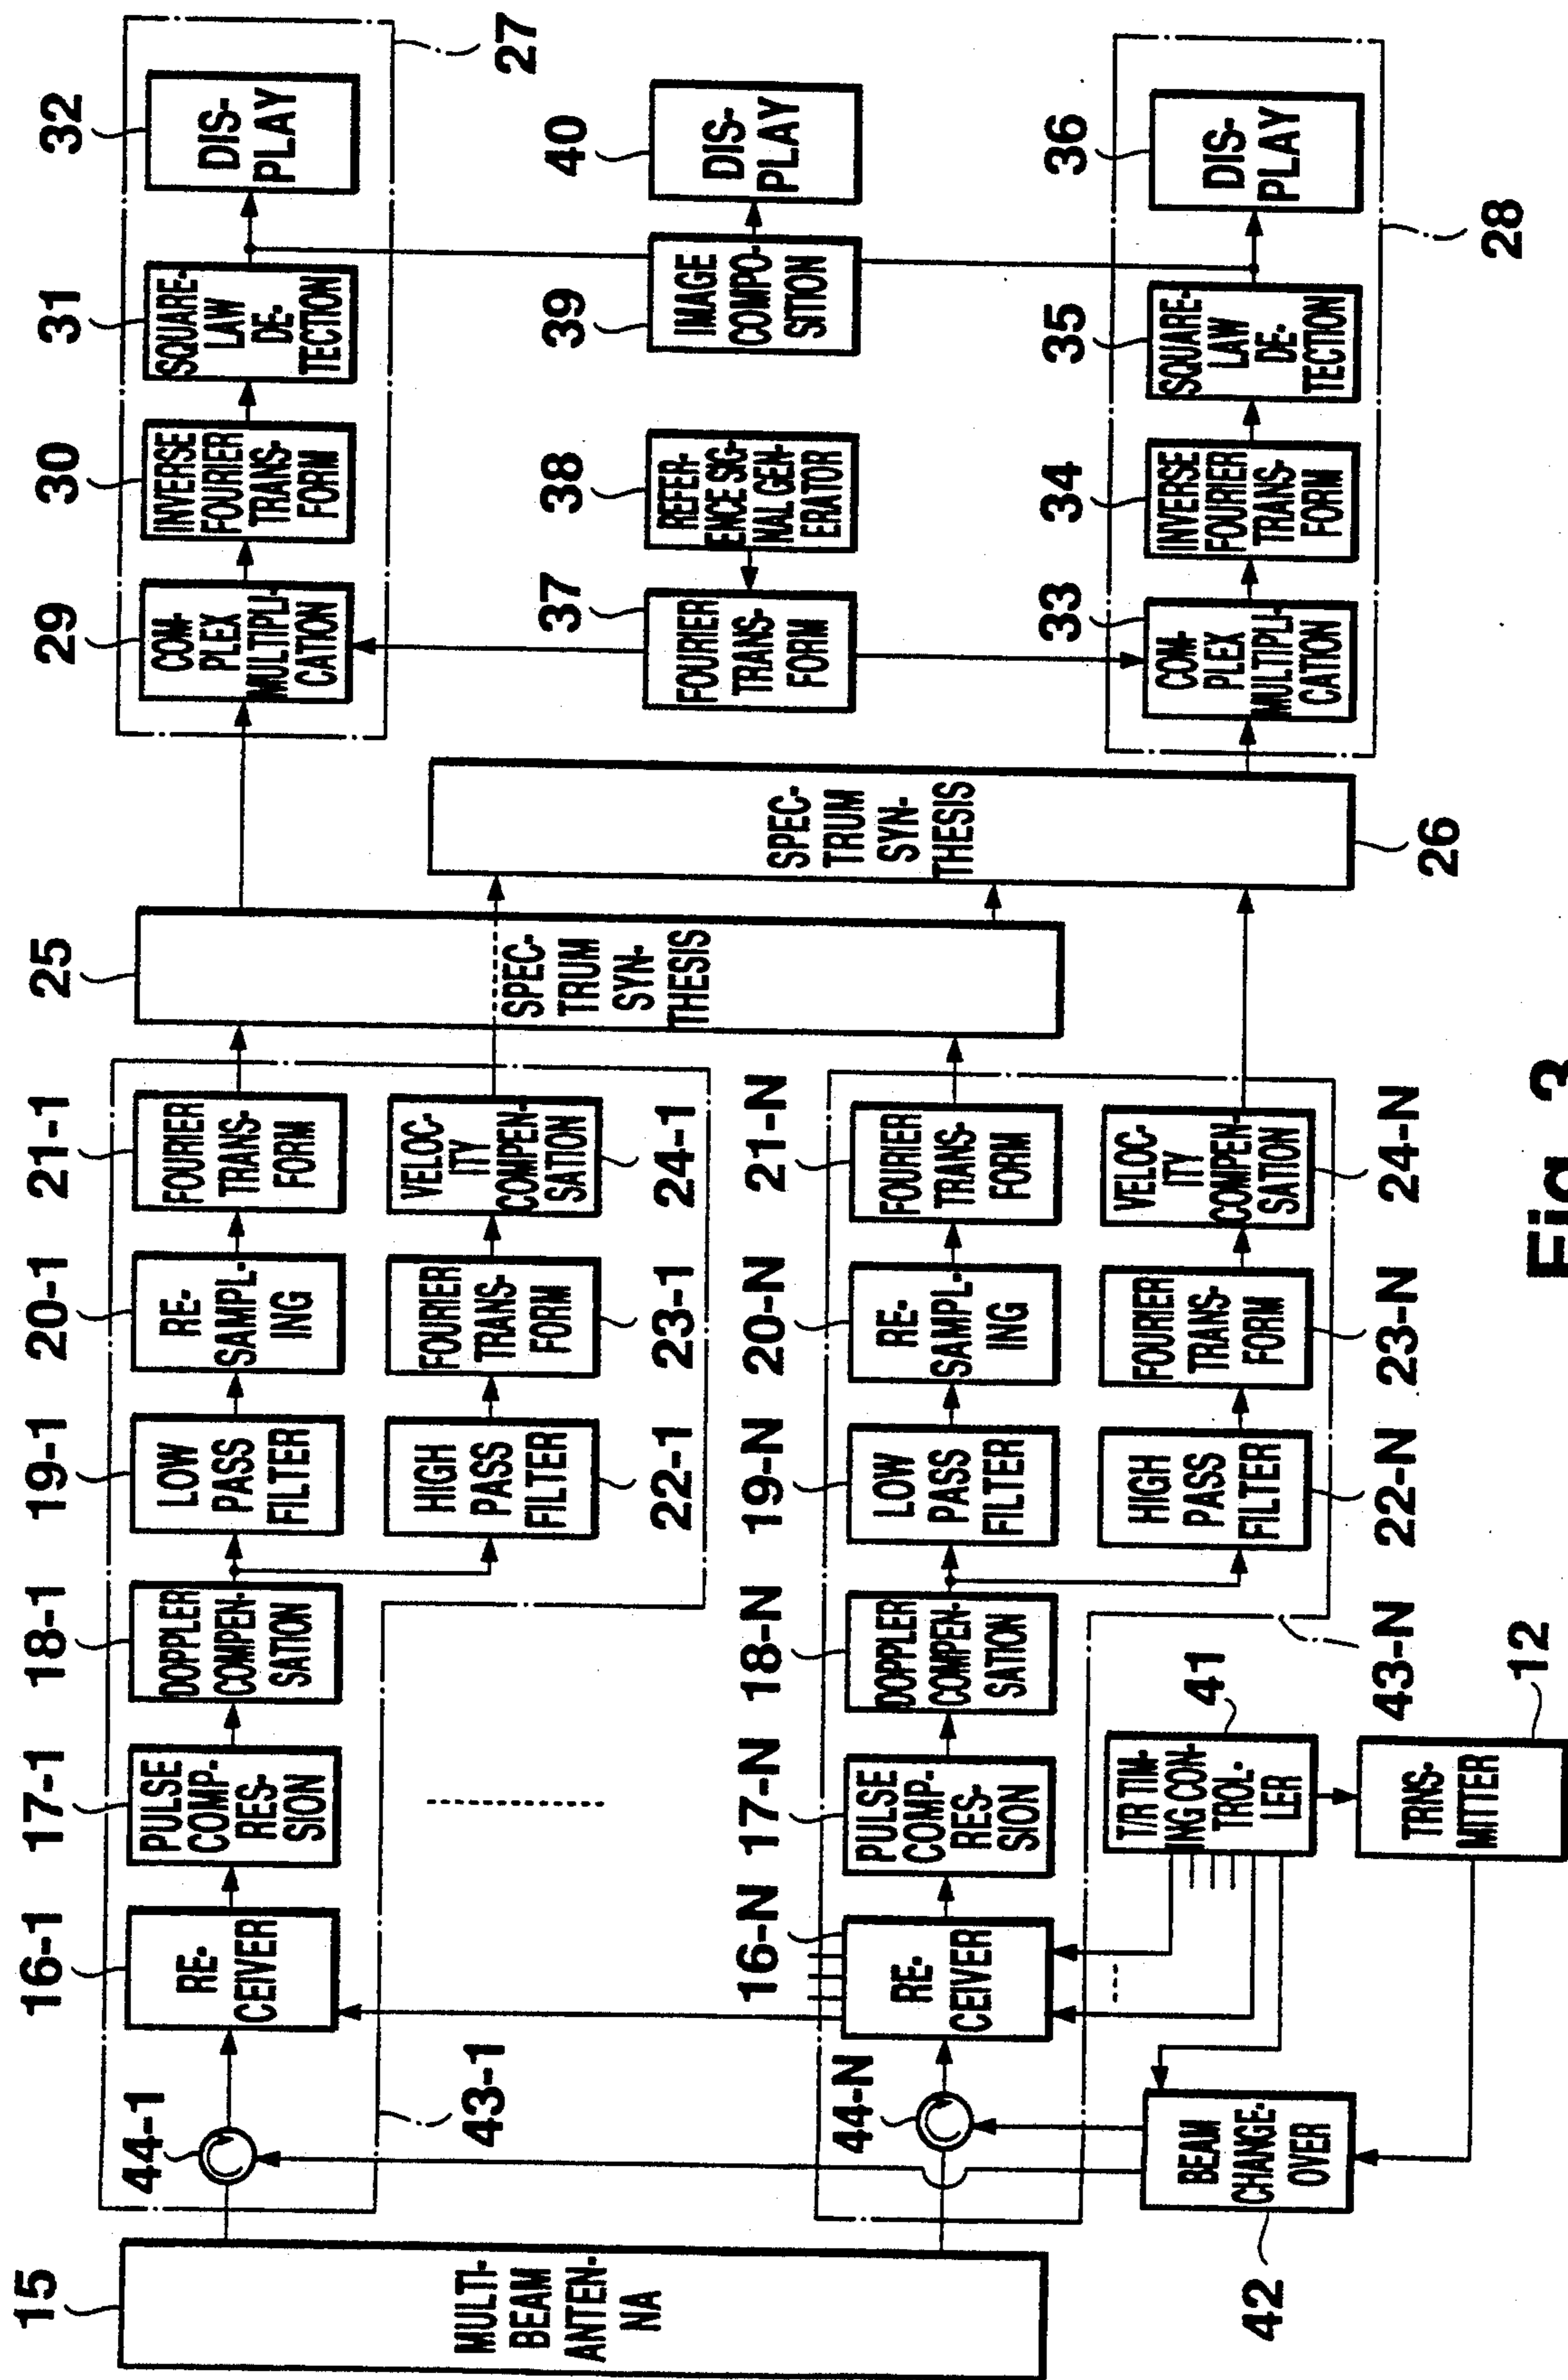 15
MULTI-
BEAM
ANTEN-
NA
44-1
43-1
16-1
RE-
CEIVER
17-1
PULSE
COMP-
RES-
SION
18-1
DOPPLER
COMPEN-
SATION
19-1
LOW
PASS
FILTER
20-1
RE-
SAMPL-
ING
21-1
FOURIER
TRANS-
FORM
HIGH
PASS
FILTER
22-1
FOURIER
TRANS-
FORM
23-1
VELOC-
ITY
COMPEN-
SATION
24-1
44-N
16-N
RE-
CEIVER
17-N
PULSE
COMP-
RES-
SION
18-N
DOPPLER
COMPEN-
SATION
19-N
LOW
PASS
FILTER
20-N
RE-
SAMPL-
ING
21-N
FOURIER
TRANS-
FORM
HIGH
PASS
FILTER
22-N
FOURIER
TRANS-
FORM
23-N
VELOC-
ITY
COMPEN-
SATION
24-N
43-N
42
BEAM
CHANGE-
OVER
41
T/R TIM-
ING CON-
TROL-
LER
12
TRNS-
MITTER
25
SPEC-
TRUM
SYN-
THESIS
SPEC-
TRUM
SYN-
THESIS
26
29
COM-
PLEX
MULTIPLI-
CATION
30
INVERSE
FOURIER
TRANS-
FORM
31
SQUARE-
LAW
DE-
TECTION
32
DIS-
PLAY
27
37
FOURIER
TRANS-
FORM
38
REFER-
ENCE SIG-
NAL GEN-
ERATOR
39
IMAGE
COMPO-
SITION
40
DIS-
PLAY
33
COM-
PLEX
MULTIPLI-
CATION
34
INVERSE
FOURIER
TRANS-
FORM
35
SQUARE-
LAW
DE-
TECTION
36
DIS-
PLAY
28
Fig. 3